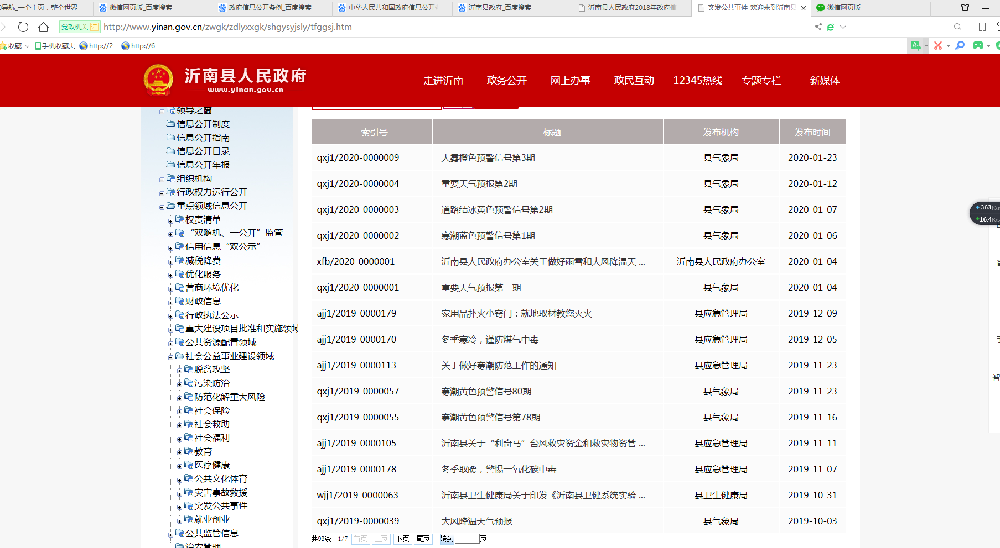 0导航_一个主页，整个世界
微信网页版_百度搜索
政府信息公开条例_百度搜索
中华人民共和国政府信息公开
沂南县政府_百度搜索
沂南县人民政府2018年政府信
突发公共事件-欢迎来到沂南
微信网页版
党政机关 证 http://www.yinan.gov.cn/zwgk/zdlyxxgk/shgysyjsly/tfggsj.htm
收藏 手机收藏夹 http://2 http://6
沂南县人民政府
www.yinan.gov.cn
走进沂南 政务公开 网上办事 政民互动 12345热线 专题专栏 新媒体
领导之窗
信息公开制度
信息公开指南
信息公开目录
信息公开年报
组织机构
行政权力运行公开
重点领域信息公开
权责清单
“双随机、一公开”监管
信用信息“双公示”
减税降费
优化服务
营商环境优化
财政信息
行政执法公示
重大建设项目批准和实施领域
公共资源配置领域
社会公益事业建设领域
脱贫攻坚
污染防治
防范化解重大风险
社会保险
社会救助
社会福利
教育
医疗健康
公共文化体育
灾害事故救援
突发公共事件
就业创业
公共监管信息
治安管理
索引号 标题 发布机构 发布时间
qxj1/2020-0000009 大雾橙色预警信号第3期 县气象局 2020-01-23
qxj1/2020-0000004 重要天气预报第2期 县气象局 2020-01-12
qxj1/2020-0000003 道路结冰黄色预警信号第2期 县气象局 2020-01-07
qxj1/2020-0000002 寒潮蓝色预警信号第1期 县气象局 2020-01-06
xfb/2020-0000001 沂南县人民政府办公室关于做好雨雪和大风降温天 ... 沂南县人民政府办公室 2020-01-04
qxj1/2020-0000001 重要天气预报第一期 县气象局 2020-01-04
ajj1/2019-0000179 家用品扑火小窍门：就地取材教您灭火 县应急管理局 2019-12-09
ajj1/2019-0000170 冬季寒冷，谨防煤气中毒 县应急管理局 2019-12-05
ajj1/2019-0000113 关于做好寒潮防范工作的通知 县应急管理局 2019-11-23
qxj1/2019-0000057 寒潮黄色预警信号80期 县气象局 2019-11-23
qxj1/2019-0000055 寒潮黄色预警信号第78期 县气象局 2019-11-16
ajj1/2019-0000105 沂南县关于“利奇马”台风救灾资金和救灾物资管 ... 县应急管理局 2019-11-11
ajj1/2019-0000178 冬季取暖，警惕一氧化碳中毒 县应急管理局 2019-11-07
wjj1/2019-0000063 沂南县卫生健康局关于印发《沂南县卫健系统实验 ... 县卫生健康局 2019-10-31
qxj1/2019-0000039 大风降温天气预报 县气象局 2019-10-03
共93条 1/7 首页 上页 下页 尾页 转到 页
363K/s
16.4K/s